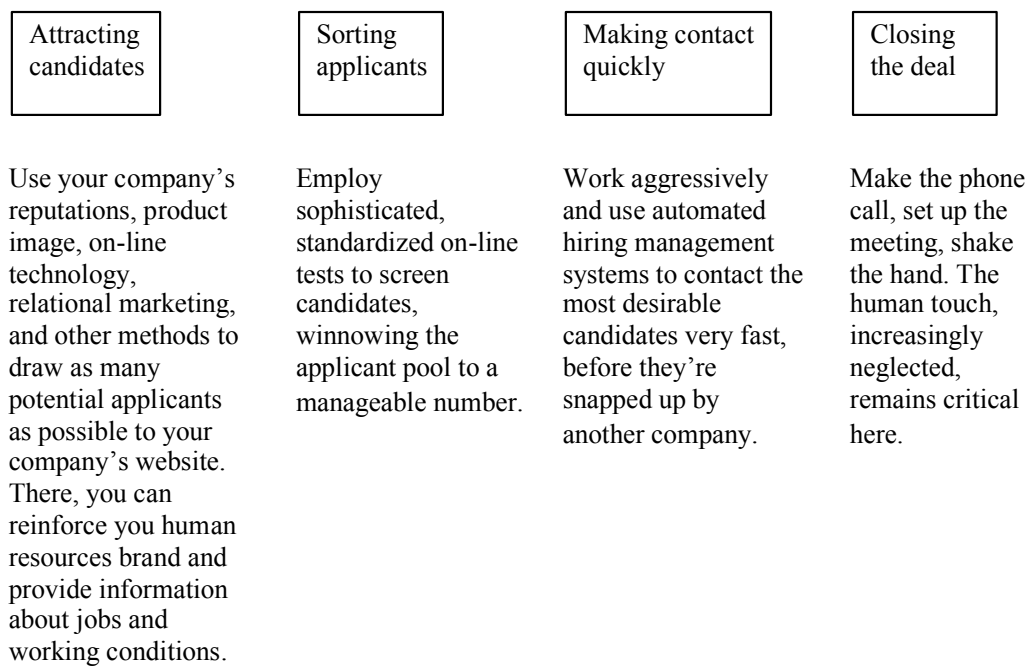 Attracting
candidates
Sorting
applicants
Making contact
quickly
Closing
the deal
Use your company’s
reputations, product
image, on-line
technology,
relational marketing,
and other methods to
draw as many
potential applicants
as possible to your
company’s website.
There, you can
reinforce you human
resources brand and
provide information
about jobs and
working conditions.
Employ
sophisticated,
standardized on-line
tests to screen
candidates,
winnowing the
applicant pool to a
manageable number.
Work aggressively
and use automated
hiring management
systems to contact the
most desirable
candidates very fast,
before they’re
snapped up by
another company.
Make the phone
call, set up the
meeting, shake
the hand. The
human touch,
increasingly
neglected,
remains critical
here.